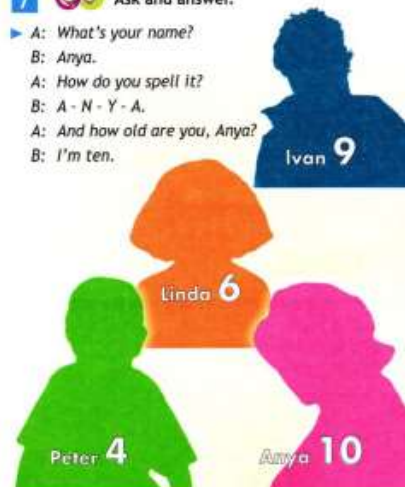 7 Ask and answer.
A: What's your name?
B: Anya.
A: How do you spell it?
B: A - N - Y - A.
A: And how old are you, Anya?
B: I'm ten.
Ivan 9
Linda 6
Peter 4
Anya 10